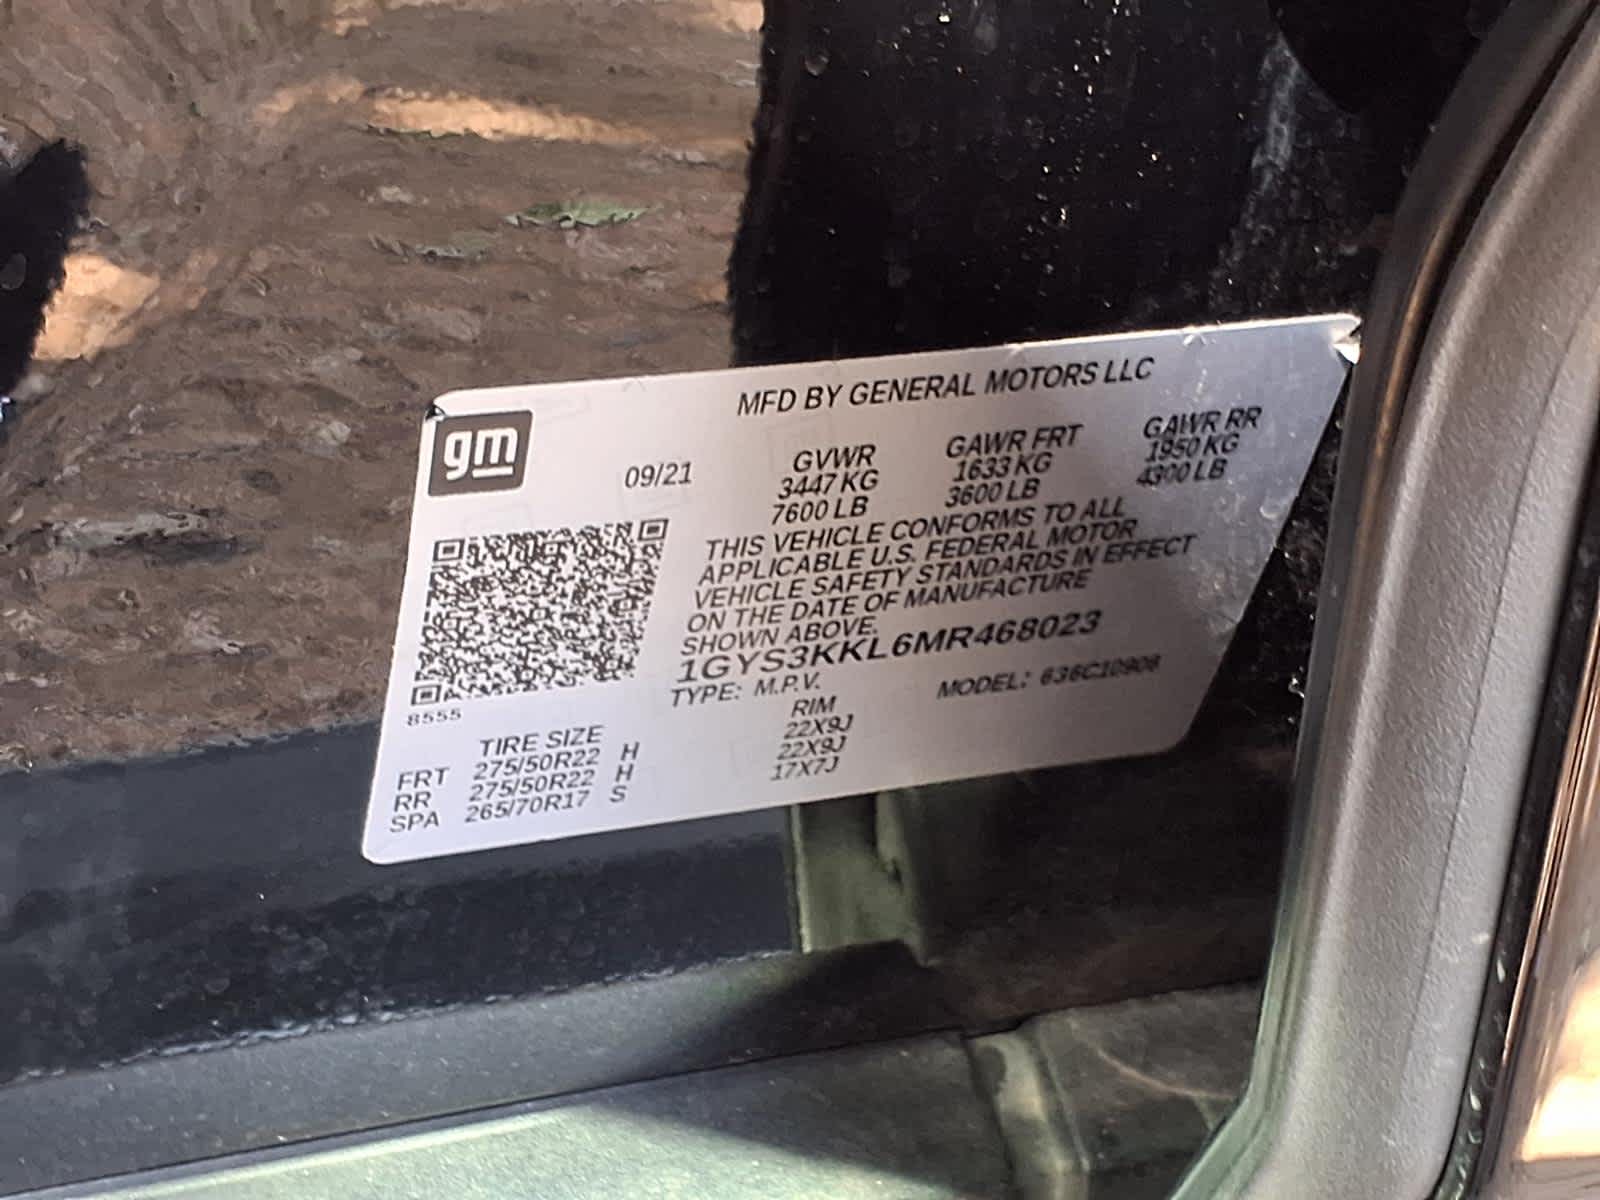 MFD BY GENERAL MOTORS LLC
gm
09/21
GVWR GAWR FRT GAWR RR
3447 KG 1633 KG 1950 KG
7600 LB 3600 LB 4300 LB
THIS VEHICLE CONFORMS TO ALL
APPLICABLE U.S. FEDERAL MOTOR
VEHICLE SAFETY STANDARDS IN EFFECT
ON THE DATE OF MANUFACTURE
SHOWN ABOVE.
1GYS3KKL6MR468023
TYPE: M.P.V. MODEL: 636C10906
8555
TIRE SIZE RIM
FRT 275/50R22 H 22X9J
RR 275/50R22 H 22X9J
SPA 265/70R17 S 17X7J